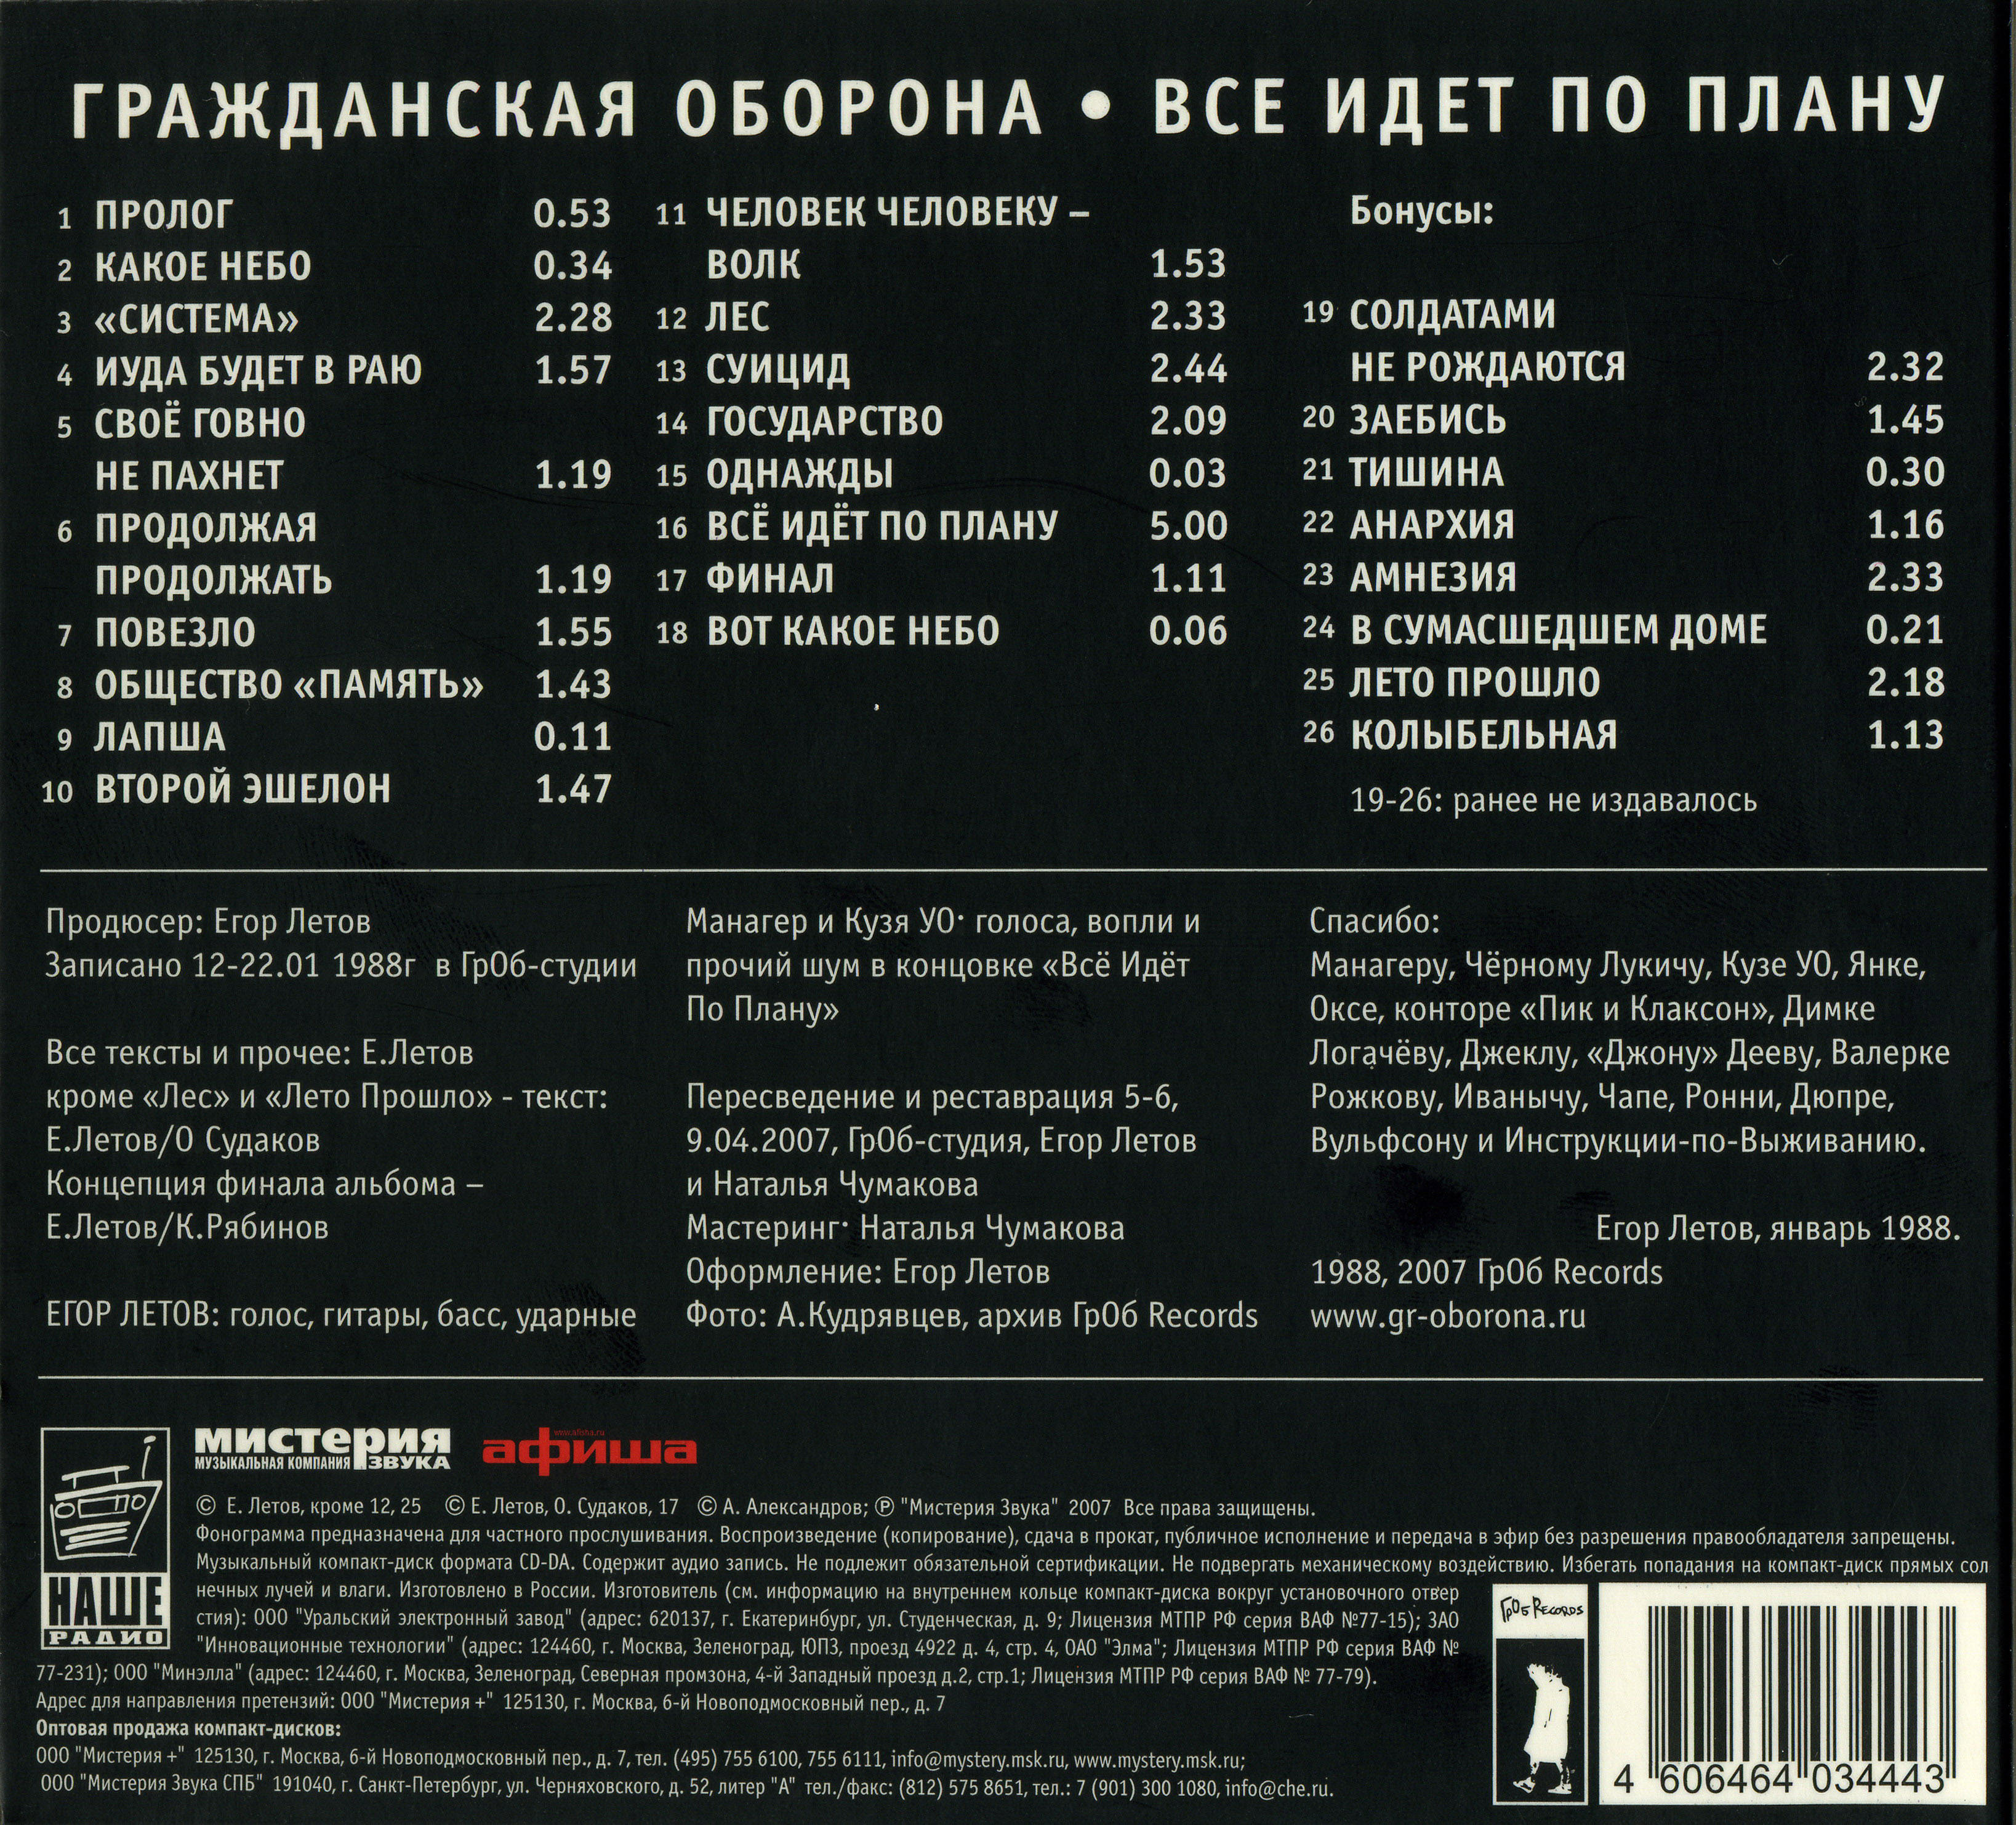 ГРАЖДАНСКАЯ ОБОРОНА • ВСЕ ИДЕТ ПО ПЛАНУ
1 ПРОЛОГ 0.53
2 КАКОЕ НЕБО 0.34
3 «СИСТЕМА» 2.28
4 ИУДА БУДЕТ В РАЮ 1.57
5 СВОЁ ГОВНО
НЕ ПАХНЕТ 1.19
6 ПРОДОЛЖАЯ
ПРОДОЛЖАТЬ 1.19
7 ПОВЕЗЛО 1.55
8 ОБЩЕСТВО «ПАМЯТЬ» 1.43
9 ЛАПША 0.11
10 ВТОРОЙ ЭШЕЛОН 1.47
11 ЧЕЛОВЕК ЧЕЛОВЕКУ –
ВОЛК 1.53
12 ЛЕС 2.33
13 СУИЦИД 2.44
14 ГОСУДАРСТВО 2.09
15 ОДНАЖДЫ 0.03
16 ВСЁ ИДЁТ ПО ПЛАНУ 5.00
17 ФИНАЛ 1.11
18 ВОТ КАКОЕ НЕБО 0.06
Бонусы:
19 СОЛДАТАМИ
НЕ РОЖДАЮТСЯ 2.32
20 ЗАЕБИСЬ 1.45
21 ТИШИНА 0.30
22 АНАРХИЯ 1.16
23 АМНЕЗИЯ 2.33
24 В СУМАСШЕДШЕМ ДОМЕ 0.21
25 ЛЕТО ПРОШЛО 2.18
26 КОЛЫБЕЛЬНАЯ 1.13
19-26: ранее не издавалось
Продюсер: Егор Летов
Записано 12-22.01 1988г в ГрОб-студии
Все тексты и прочее: Е.Летов
кроме «Лес» и «Лето Прошло» - текст:
Е.Летов/О Судаков
Концепция финала альбома –
Е.Летов/К.Рябинов
ЕГОР ЛЕТОВ: голос, гитары, басс, ударные
Манагер и Кузя УО· голоса, вопли и
прочий шум в концовке «Всё Идёт
По Плану»
Пересведение и реставрация 5-6,
9.04.2007, ГрОб-студия, Егор Летов
и Наталья Чумакова
Мастеринг· Наталья Чумакова
Оформление: Егор Летов
Фото: А.Кудрявцев, архив ГрОб Records
Спасибо:
Манагеру, Чёрному Лукичу, Кузе УО, Янке,
Оксе, конторе «Пик и Клаксон», Димке
Логачёву, Джеклу, «Джону» Дееву, Валерке
Рожкову, Иванычу, Чапе, Ронни, Дюпре,
Вульфсону и Инструкции-по-Выживанию.
Егор Летов, январь 1988.
1988, 2007 ГрОб Records
www.gr-oborona.ru
НАШЕ
РАДИО
мистерия
МУЗЫКАЛЬНАЯ КОМПАНИЯ ЗВУКА
www.afisha.ru
афиша
© Е. Летов, кроме 12, 25 © Е. Летов, О. Судаков, 17 © А. Александров; ℗ "Мистерия Звука" 2007 Все права защищены.
Фонограмма предназначена для частного прослушивания. Воспроизведение (копирование), сдача в прокат, публичное исполнение и передача в эфир без разрешения правообладателя запрещены.
Музыкальный компакт-диск формата CD-DA. Содержит аудио запись. Не подлежит обязательной сертификации. Не подвергать механическому воздействию. Избегать попадания на компакт-диск прямых сол
нечных лучей и влаги. Изготовлено в России. Изготовитель (см. информацию на внутреннем кольце компакт-диска вокруг установочного отвер
стия): ООО "Уральский электронный завод" (адрес: 620137, г. Екатеринбург, ул. Студенческая, д. 9; Лицензия МТПР РФ серия ВАФ №77-15); ЗАО
"Инновационные технологии" (адрес: 124460, г. Москва, Зеленоград, ЮПЗ, проезд 4922 д. 4, стр. 4, ОАО "Элма"; Лицензия МТПР РФ серия ВАФ №
77-231); ООО "Минэлла" (адрес: 124460, г. Москва, Зеленоград, Северная промзона, 4-й Западный проезд д.2, стр.1; Лицензия МТПР РФ серия ВАФ № 77-79).
Адрес для направления претензий: ООО "Мистерия +" 125130, г. Москва, 6-й Новоподмосковный пер., д. 7
Оптовая продажа компакт-дисков:
ООО "Мистерия +" 125130, г. Москва, 6-й Новоподмосковный пер., д. 7, тел. (495) 755 6100, 755 6111, info@mystery.msk.ru, www.mystery.msk.ru;
ООО "Мистерия Звука СПБ" 191040, г. Санкт-Петербург, ул. Черняховского, д. 52, литер "А" тел./факс: (812) 575 8651, тел.: 7 (901) 300 1080, info@che.ru.
ГрОб Records
4 606464 034443